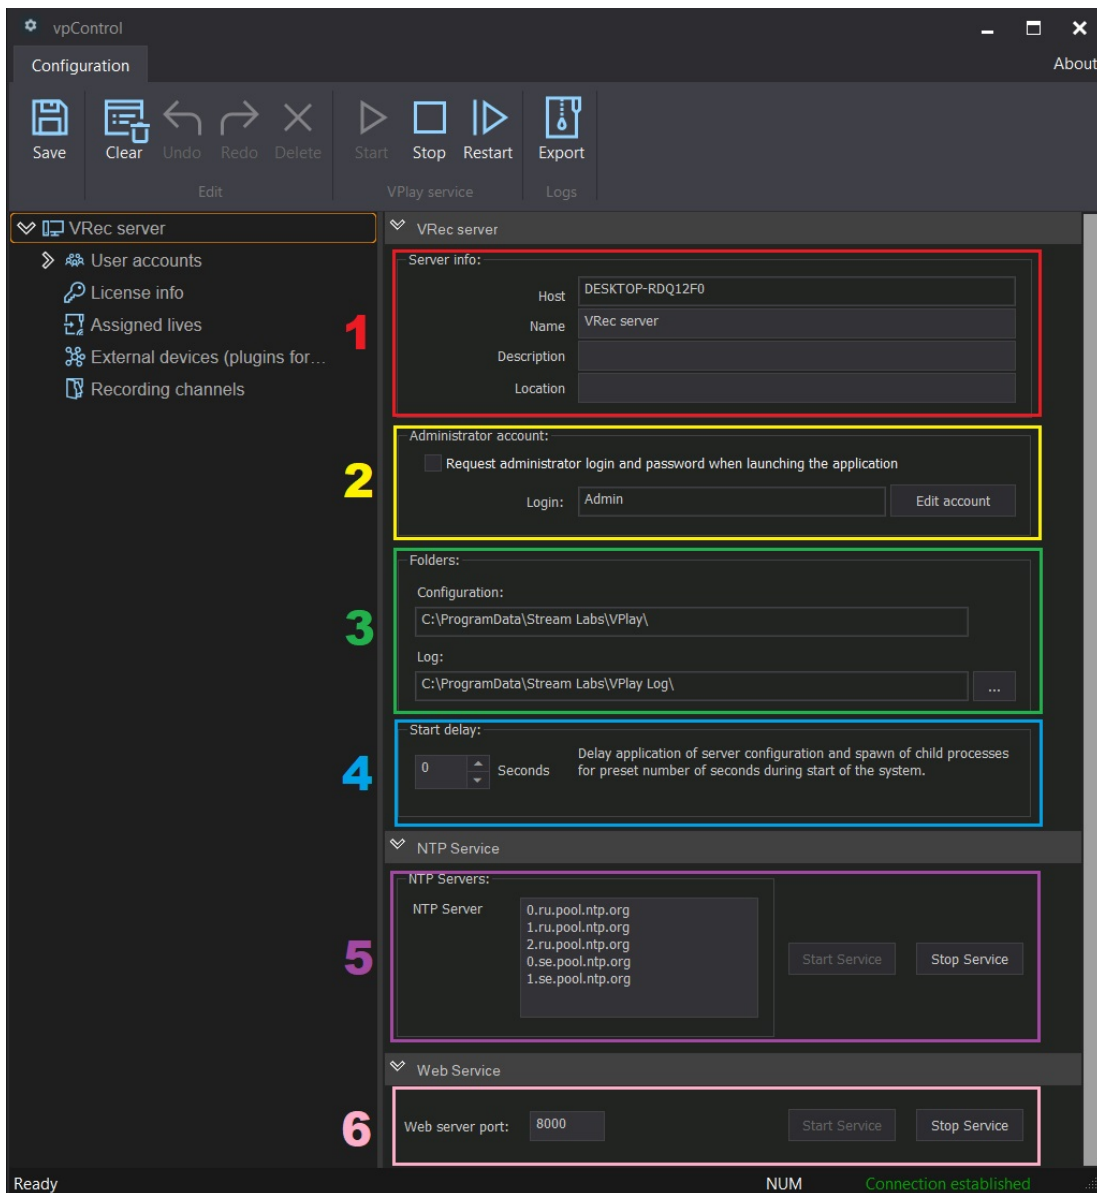 vpControl
Configuration
About
Save
Clear
Undo
Redo
Delete
Start
Stop
Restart
Export
Edit
VPlay service
Logs
VRec server
User accounts
License info
Assigned lives
External devices (plugins for...
Recording channels
VRec server
1
Server info:
Host DESKTOP-RDQ12F0
Name VRec server
Description
Location
2
Administrator account:
Request administrator login and password when launching the application
Login: Admin Edit account
3
Folders:
Configuration:
C:\ProgramData\Stream Labs\VPlay\
Log:
C:\ProgramData\Stream Labs\VPlay Log\ ...
4
Start delay:
0 Seconds
Delay application of server configuration and spawn of child processes
for preset number of seconds during start of the system.
NTP Service
5
NTP Servers:
NTP Server
0.ru.pool.ntp.org
1.ru.pool.ntp.org
2.ru.pool.ntp.org
0.se.pool.ntp.org
1.se.pool.ntp.org
Start Service Stop Service
Web Service
6
Web server port: 8000 Start Service Stop Service
Ready NUM Connection established